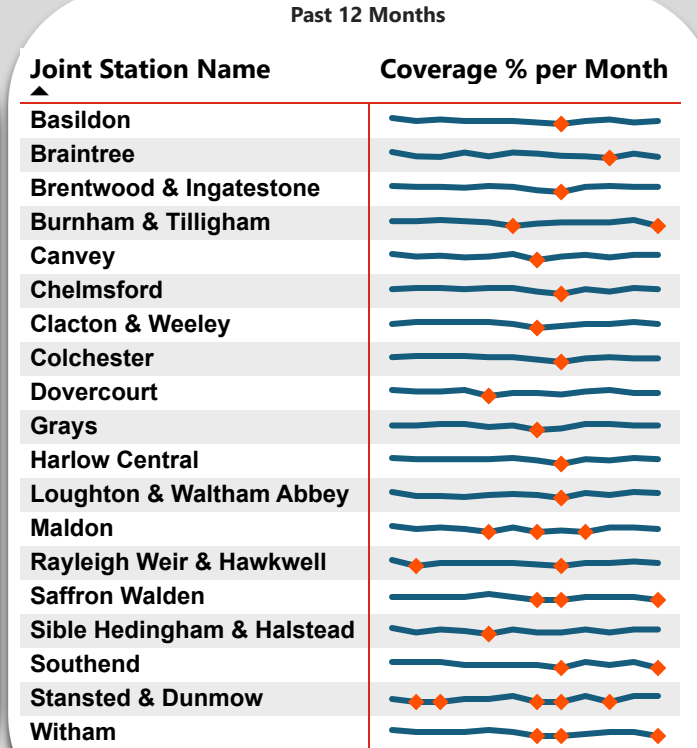 Past 12 Months
Joint Station Name Coverage % per Month
Basildon
Braintree
Brentwood & Ingatestone
Burnham & Tilligham
Canvey
Chelmsford
Clacton & Weeley
Colchester
Dovercourt
Grays
Harlow Central
Loughton & Waltham Abbey
Maldon
Rayleigh Weir & Hawkwell
Saffron Walden
Sible Hedingham & Halstead
Southend
Stansted & Dunmow
Witham